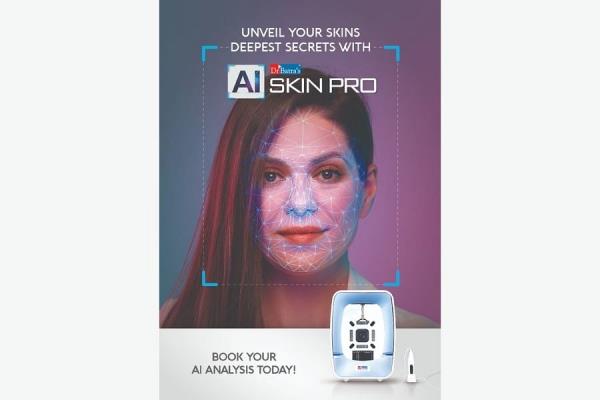 UNVEIL YOUR SKINS
DEEPEST SECRETS WITH
Dr Batra's
AI SKIN PRO
BOOK YOUR
AI ANALYSIS TODAY!